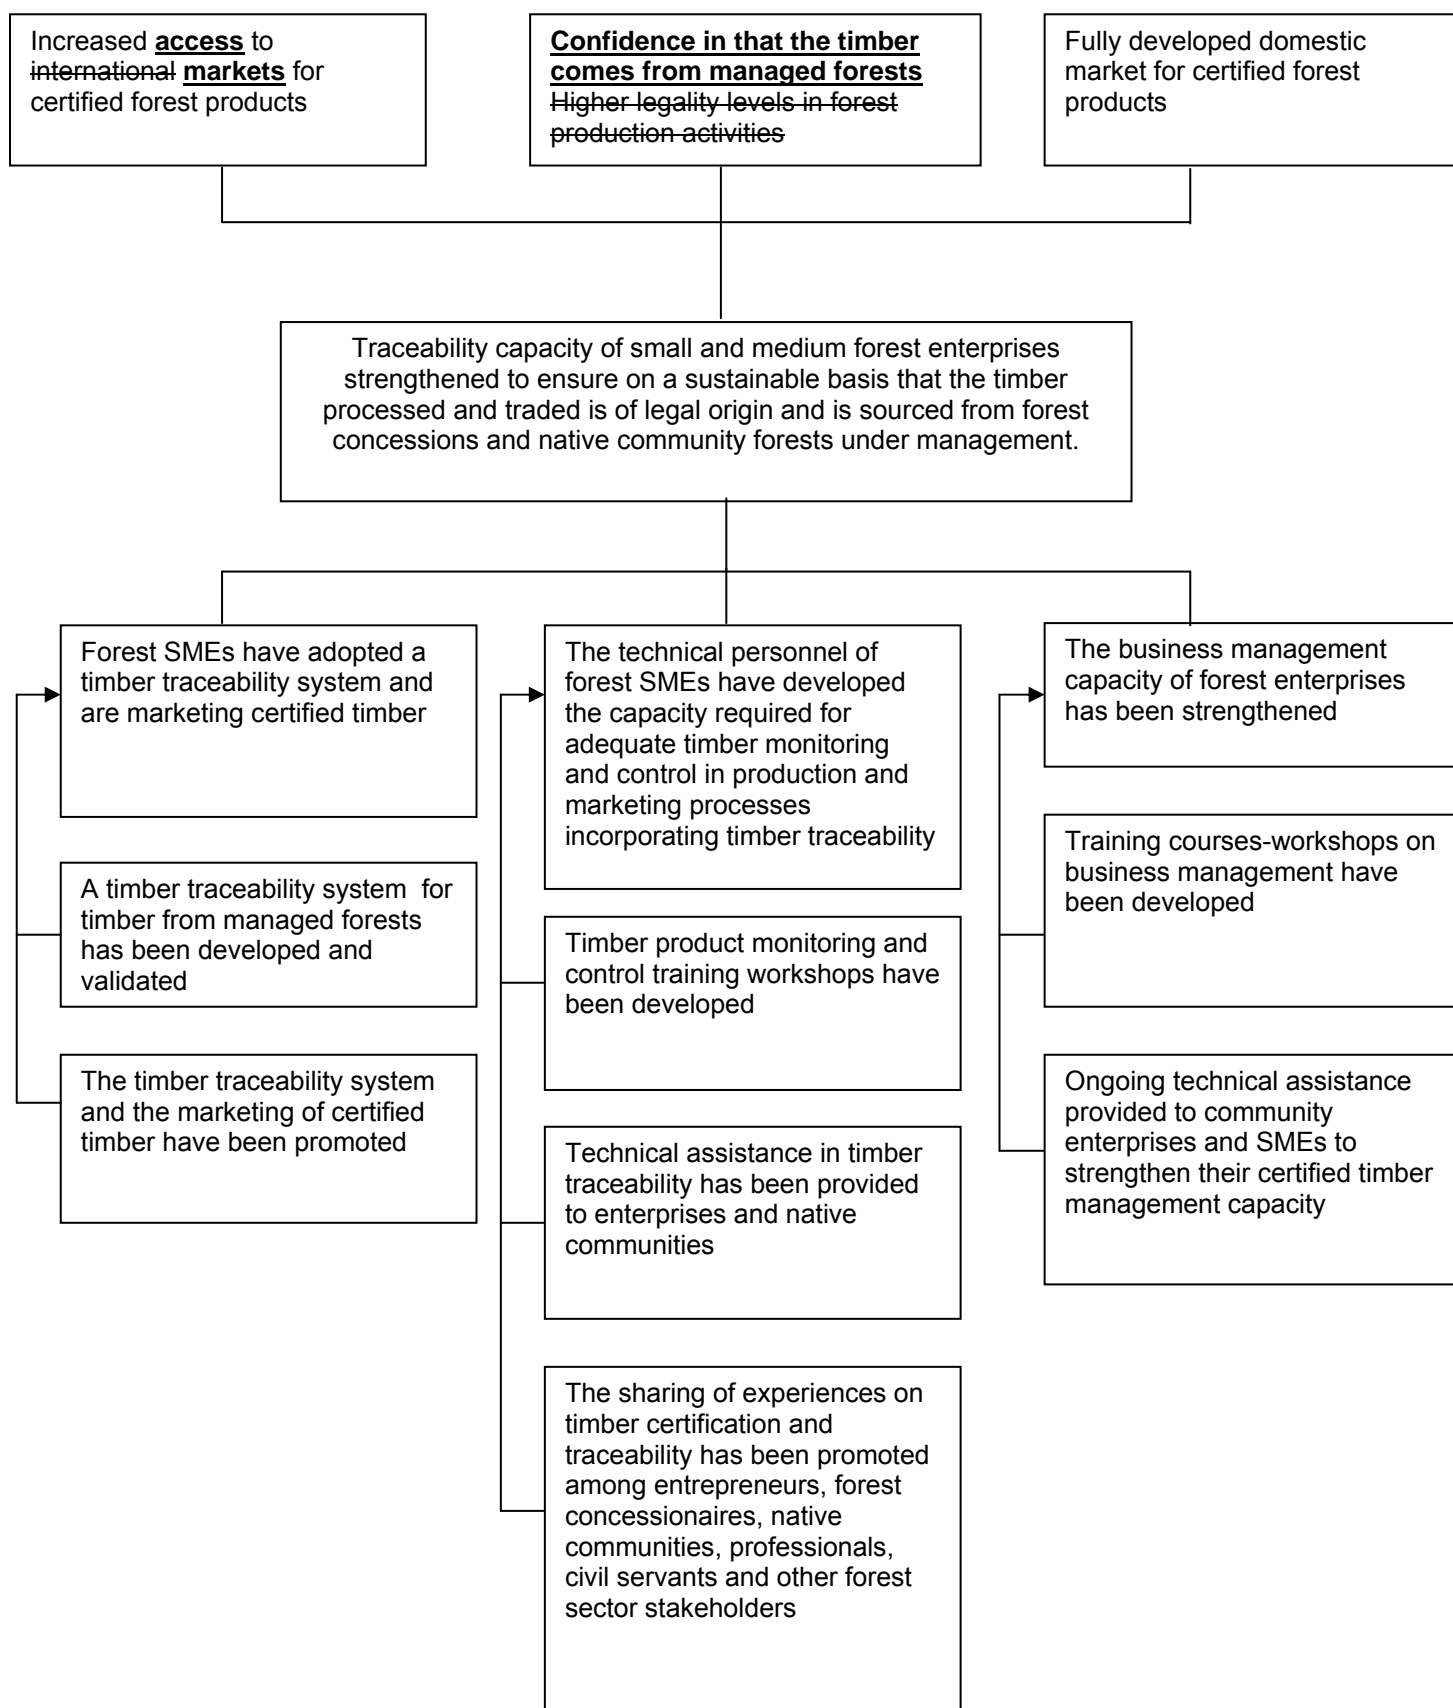 Increased access to
international markets for
certified forest products
Confidence in that the timber
comes from managed forests
Higher legality levels in forest
production activities
Fully developed domestic
market for certified forest
products
Traceability capacity of small and medium forest enterprises
strengthened to ensure on a sustainable basis that the timber
processed and traded is of legal origin and is sourced from forest
concessions and native community forests under management.
Forest SMEs have adopted a
timber traceability system and
are marketing certified timber
A timber traceability system for
timber from managed forests
has been developed and
validated
The timber traceability system
and the marketing of certified
timber have been promoted
The technical personnel of
forest SMEs have developed
the capacity required for
adequate timber monitoring
and control in production and
marketing processes
incorporating timber traceability
Timber product monitoring and
control training workshops have
been developed
Technical assistance in timber
traceability has been provided
to enterprises and native
communities
The sharing of experiences on
timber certification and
traceability has been promoted
among entrepreneurs, forest
concessionaires, native
communities, professionals,
civil servants and other forest
sector stakeholders
The business management
capacity of forest enterprises
has been strengthened
Training courses-workshops on
business management have
been developed
Ongoing technical assistance
provided to community
enterprises and SMEs to
strengthen their certified timber
management capacity